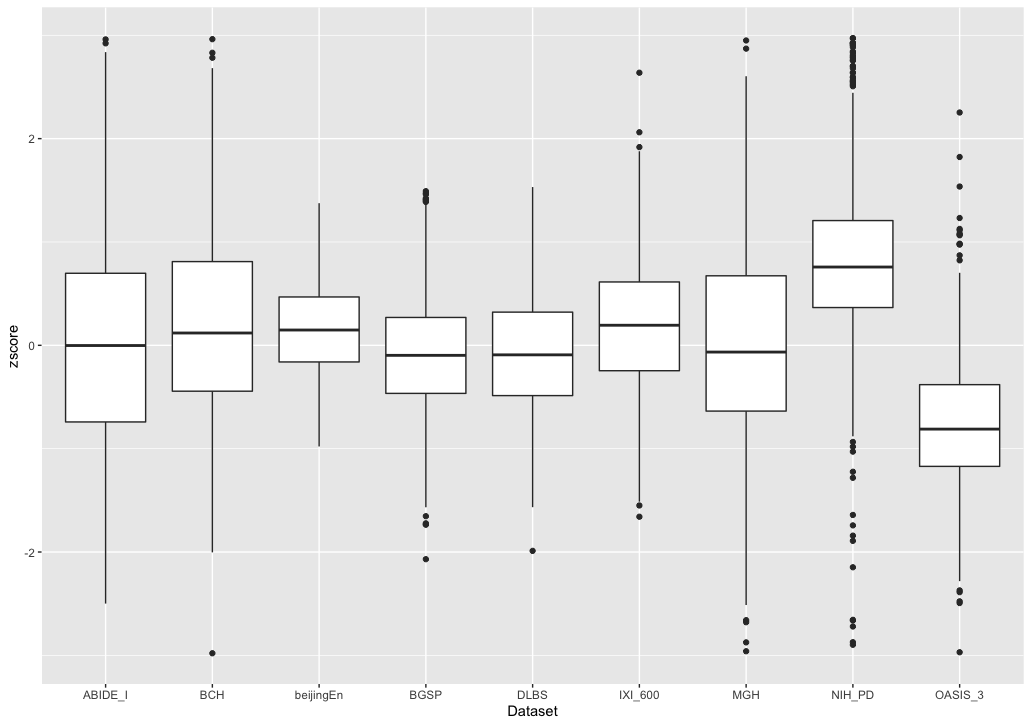 zscore
2
0
-2
ABIDE_I BCH beijingEn BGSP DLBS IXI_600 MGH NIH_PD OASIS_3
Dataset